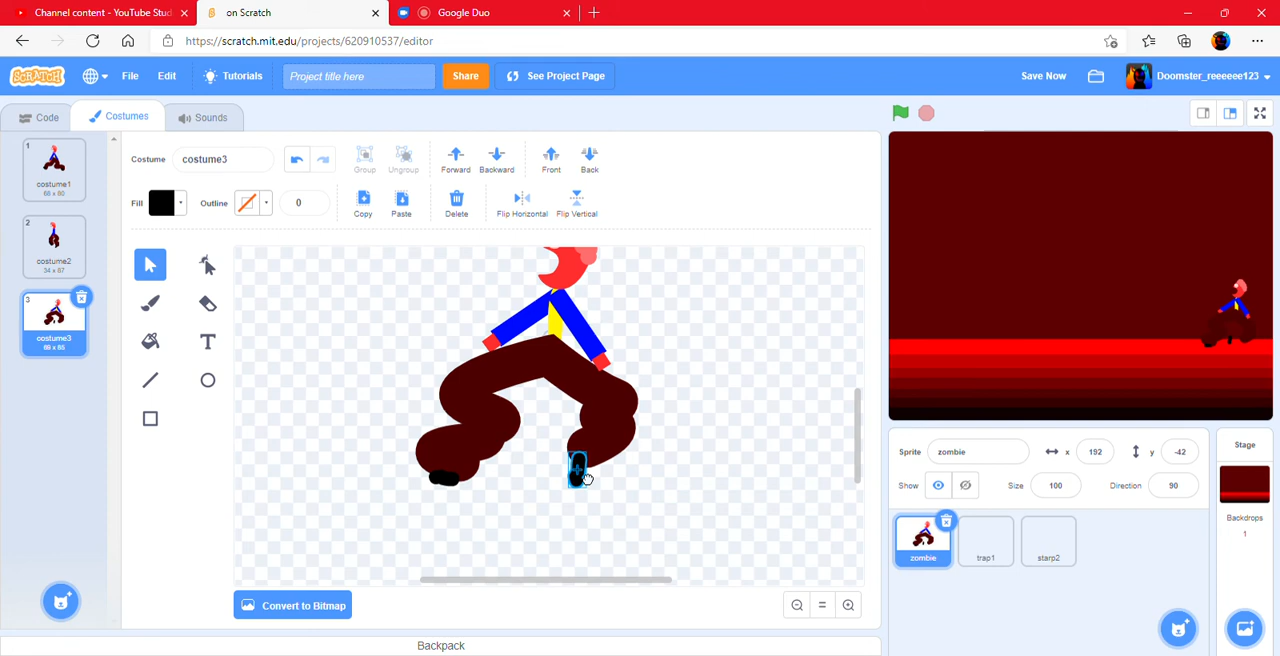 Channel content - YouTube Stud
on Scratch
Google Duo
https://scratch.mit.edu/projects/620910537/editor
SCRATCH
File
Edit
Tutorials
Project title here
Share
See Project Page
Save Now
Doomster_reeeeee123
Code
Costumes
Sounds
1
costume1
68 x 80
2
costume2
34 x 87
3
costume3
69 x 65
Costume
costume3
Group
Ungroup
Forward
Backward
Front
Back
Fill
Outline
0
Copy
Paste
Delete
Flip Horizontal
Flip Vertical
Convert to Bitmap
Backpack
Sprite
zombie
x
192
y
-42
Show
Size
100
Direction
90
zombie
trap1
starp2
Stage
Backdrops
1